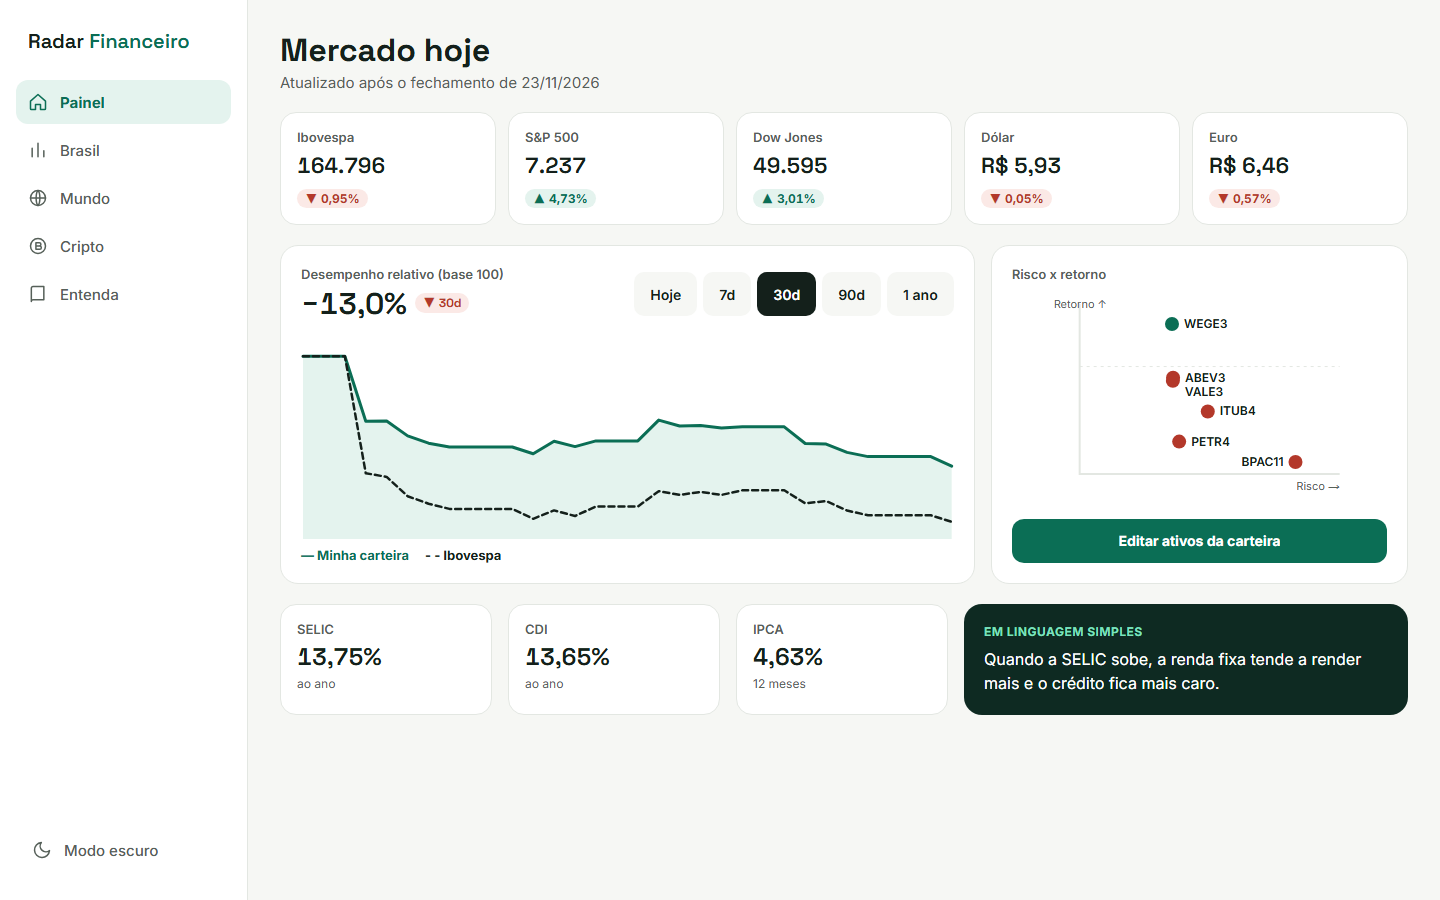 Radar Financeiro
Painel
Brasil
Mundo
Cripto
Entenda
Modo escuro
Mercado hoje
Atualizado após o fechamento de 23/11/2026
Ibovespa
164.796
▼ 0,95%
S&P 500
7.237
▲ 4,73%
Dow Jones
49.595
▲ 3,01%
Dólar
R$ 5,93
▼ 0,05%
Euro
R$ 6,46
▼ 0,57%
Desempenho relativo (base 100)
−13,0% ▼ 30d
Hoje 7d 30d 90d 1 ano
— Minha carteira - - Ibovespa
Risco x retorno
Retorno ↑
WEGE3
ABEV3
VALE3
ITUB4
PETR4
BPAC11
Risco →
Editar ativos da carteira
SELIC
13,75%
ao ano
CDI
13,65%
ao ano
IPCA
4,63%
12 meses
EM LINGUAGEM SIMPLES
Quando a SELIC sobe, a renda fixa tende a render
mais e o crédito fica mais caro.